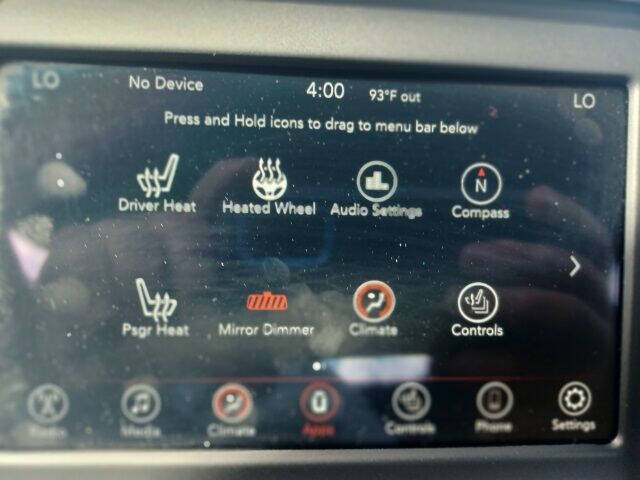 LO No Device 4:00 93°F out LO
Press and Hold icons to drag to menu bar below
Driver Heat Heated Wheel Audio Settings Compass
N
Psgr Heat Mirror Dimmer Climate Controls
Radio Media Climate Apps Controls Phone Settings